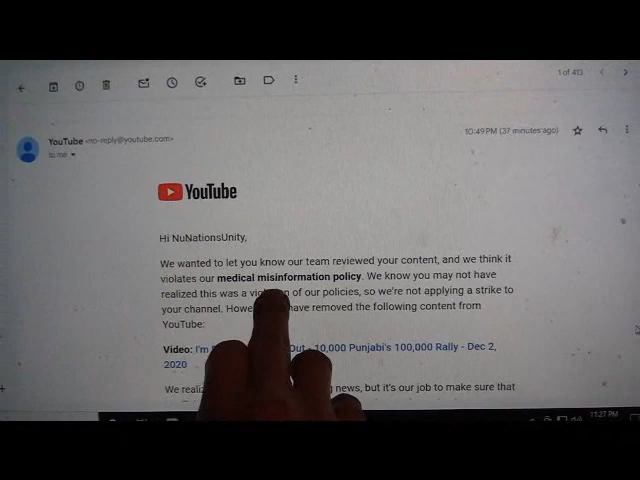 1 of 413
YouTube <no-reply@youtube.com>
10:49 PM (37 minutes ago)
to me
YouTube
Hi NuNationsUnity,
We wanted to let you know our team reviewed your content, and we think it
violates our medical misinformation policy. We know you may not have
realized this was a of our policies, so we're not applying a strike to
your channel. have removed the following content from
YouTube:
Video: I'm Out - 10,000 Punjabi's 100,000 Rally - Dec 2,
2020
We news, but it's our job to make sure that
11:27 PM